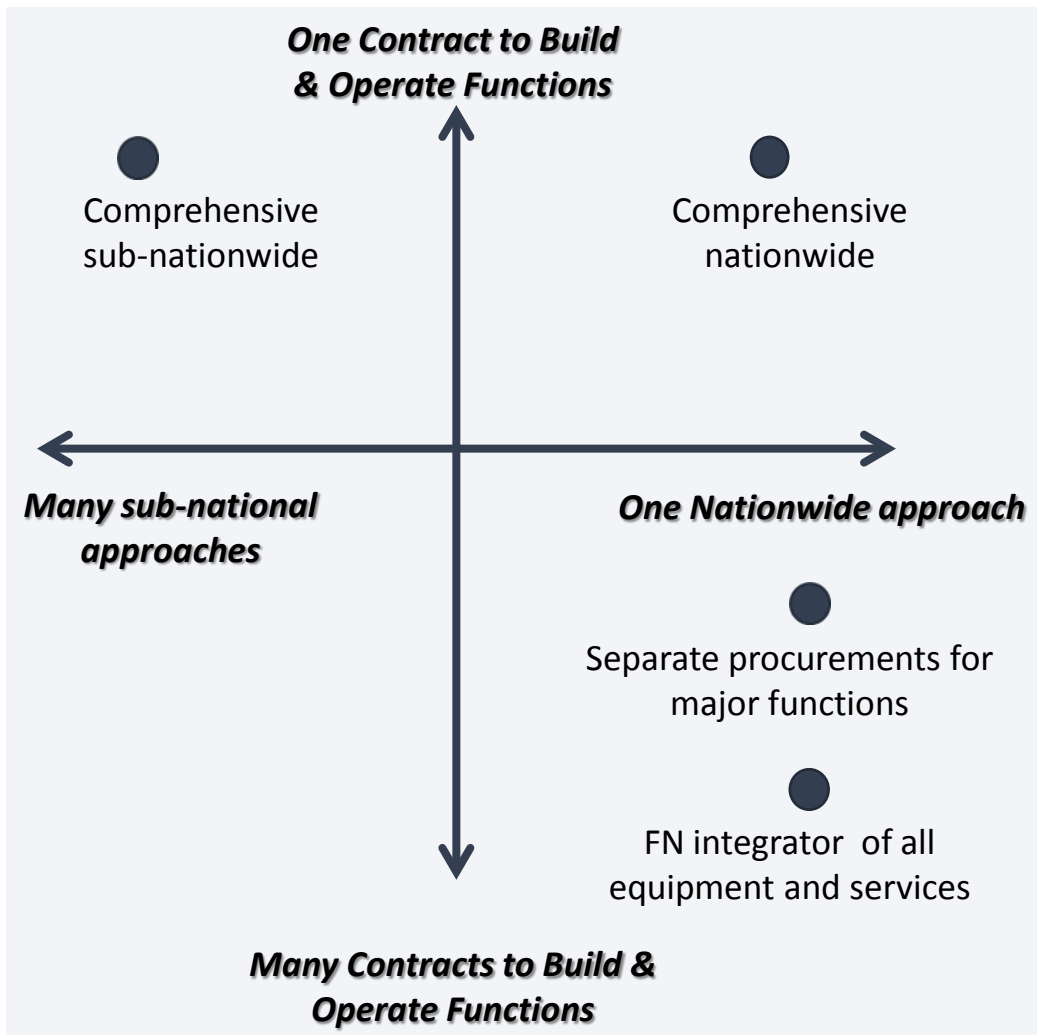 One Contract to Build
& Operate Functions
Comprehensive
sub-nationwide
Comprehensive
nationwide
Many sub-national
approaches
One Nationwide approach
Separate procurements for
major functions
FN integrator of all
equipment and services
Many Contracts to Build &
Operate Functions